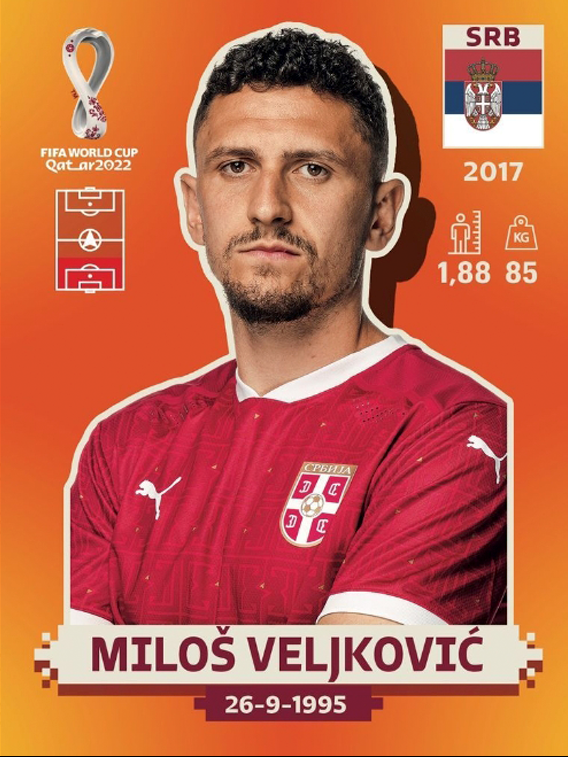 FIFA WORLD CUP
Qatar2022
SRB
2017
KG
1,88 85
СРБИЈА
MILOŠ VELJKOVIĆ
26-9-1995